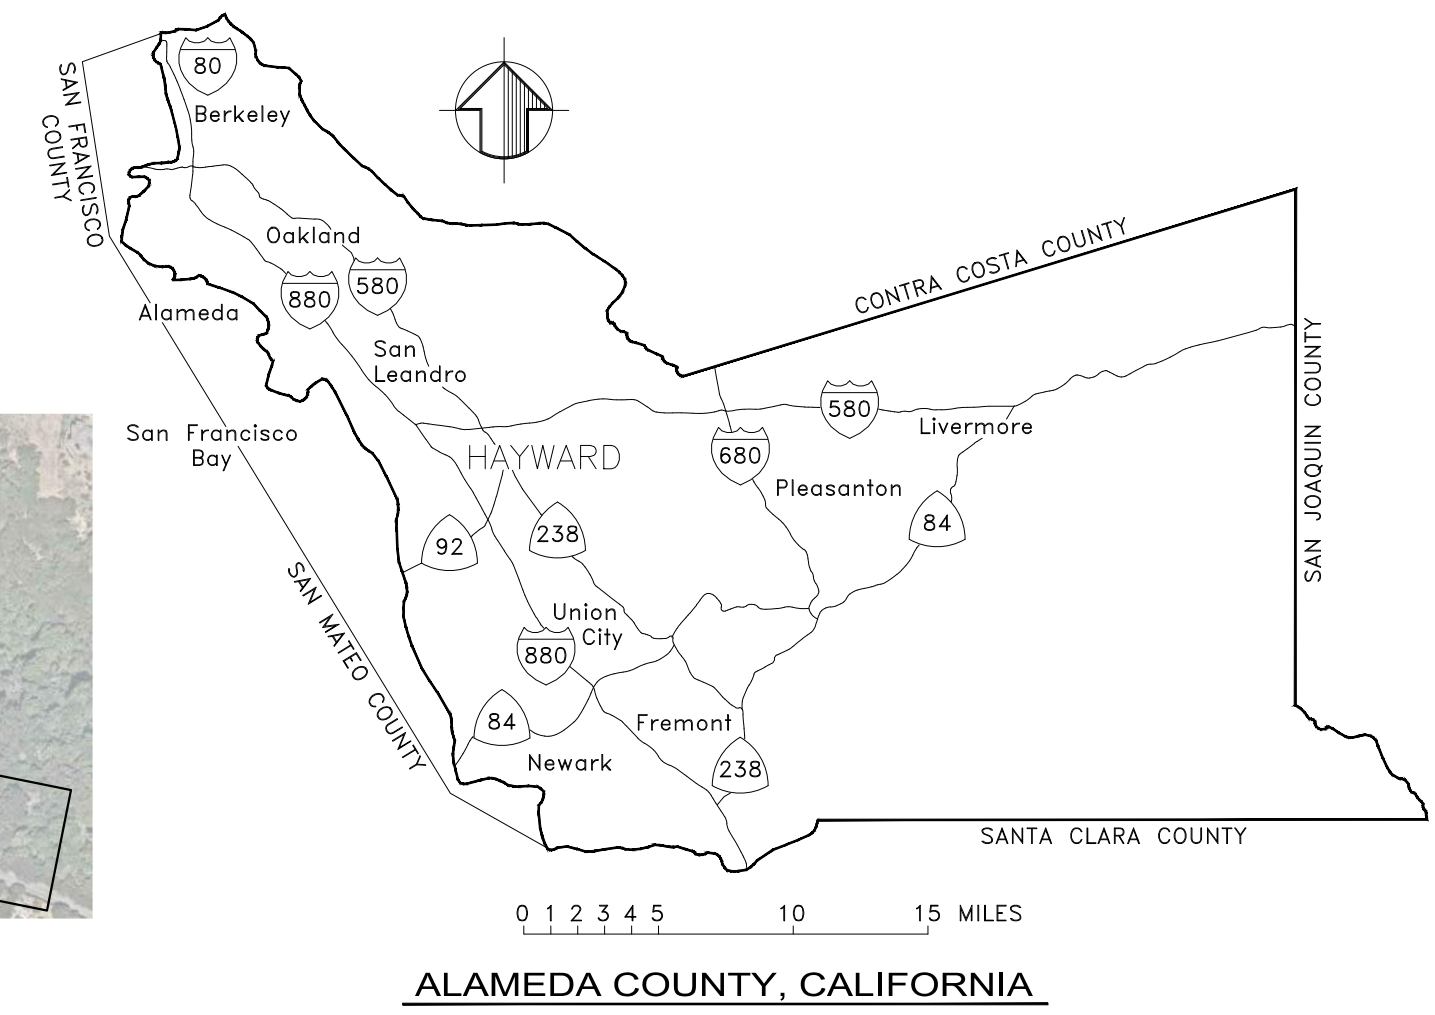 80
Berkeley
SAN FRANCISCO
COUNTY
Oakland
880
580
Alameda
San
Leandro
CONTRA COSTA COUNTY
SAN JOAQUIN COUNTY
580
Livermore
San Francisco
Bay
HAYWARD
680
Pleasanton
84
92
238
SAN MATEO COUNTY
Union
City
880
84
Fremont
Newark
238
SANTA CLARA COUNTY
0 1 2 3 4 5 10 15 MILES
ALAMEDA COUNTY, CALIFORNIA